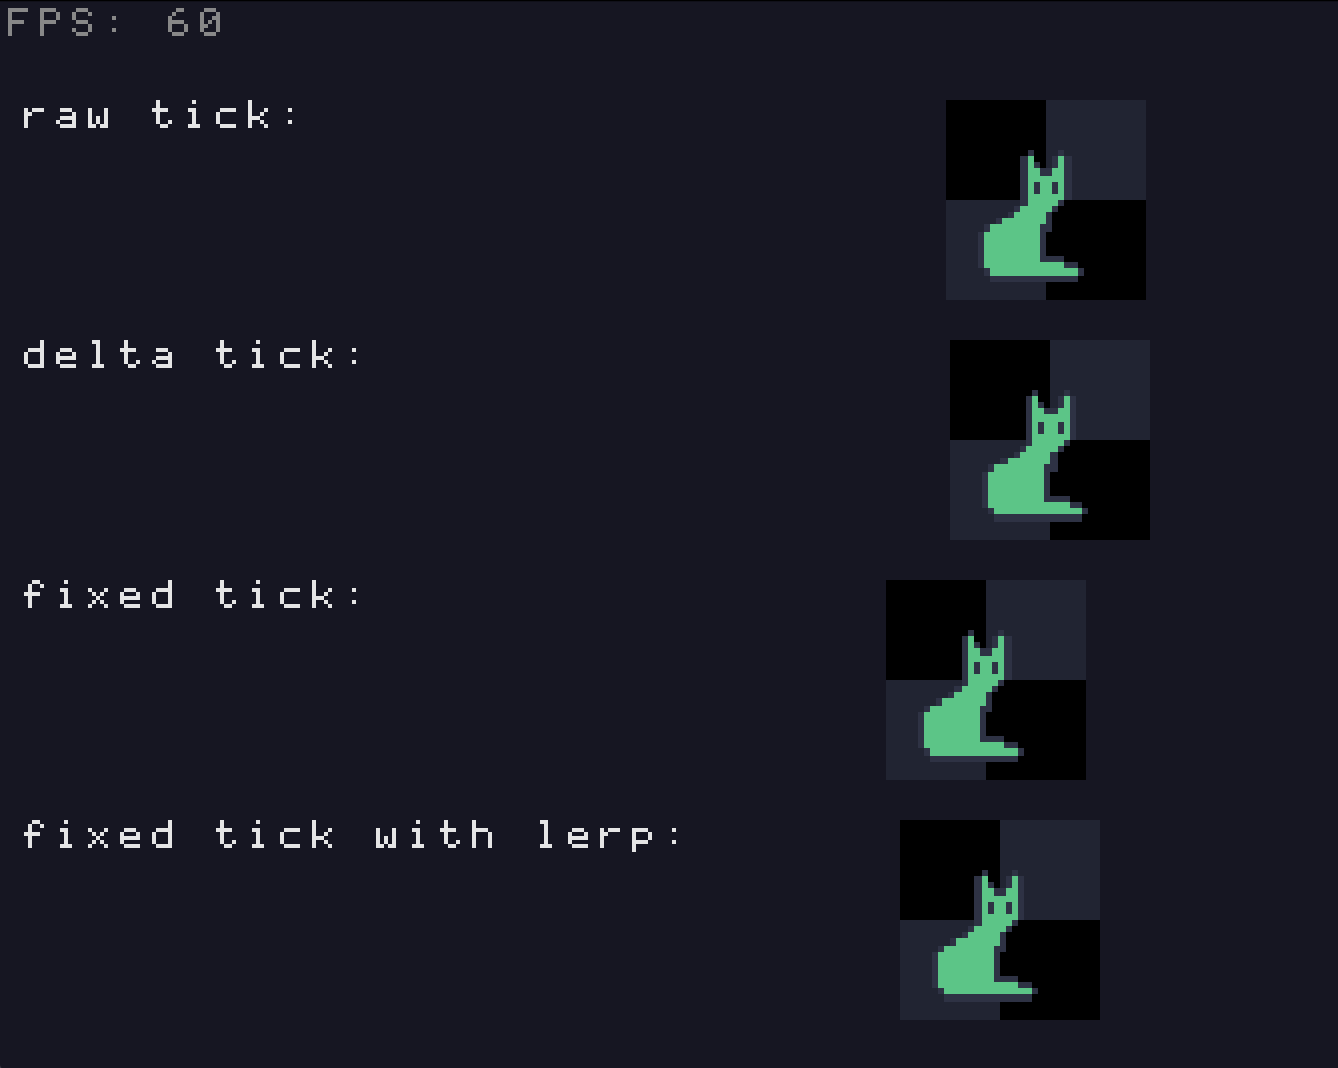 FPS: 60
raw tick:
delta tick:
fixed tick:
fixed tick with lerp: